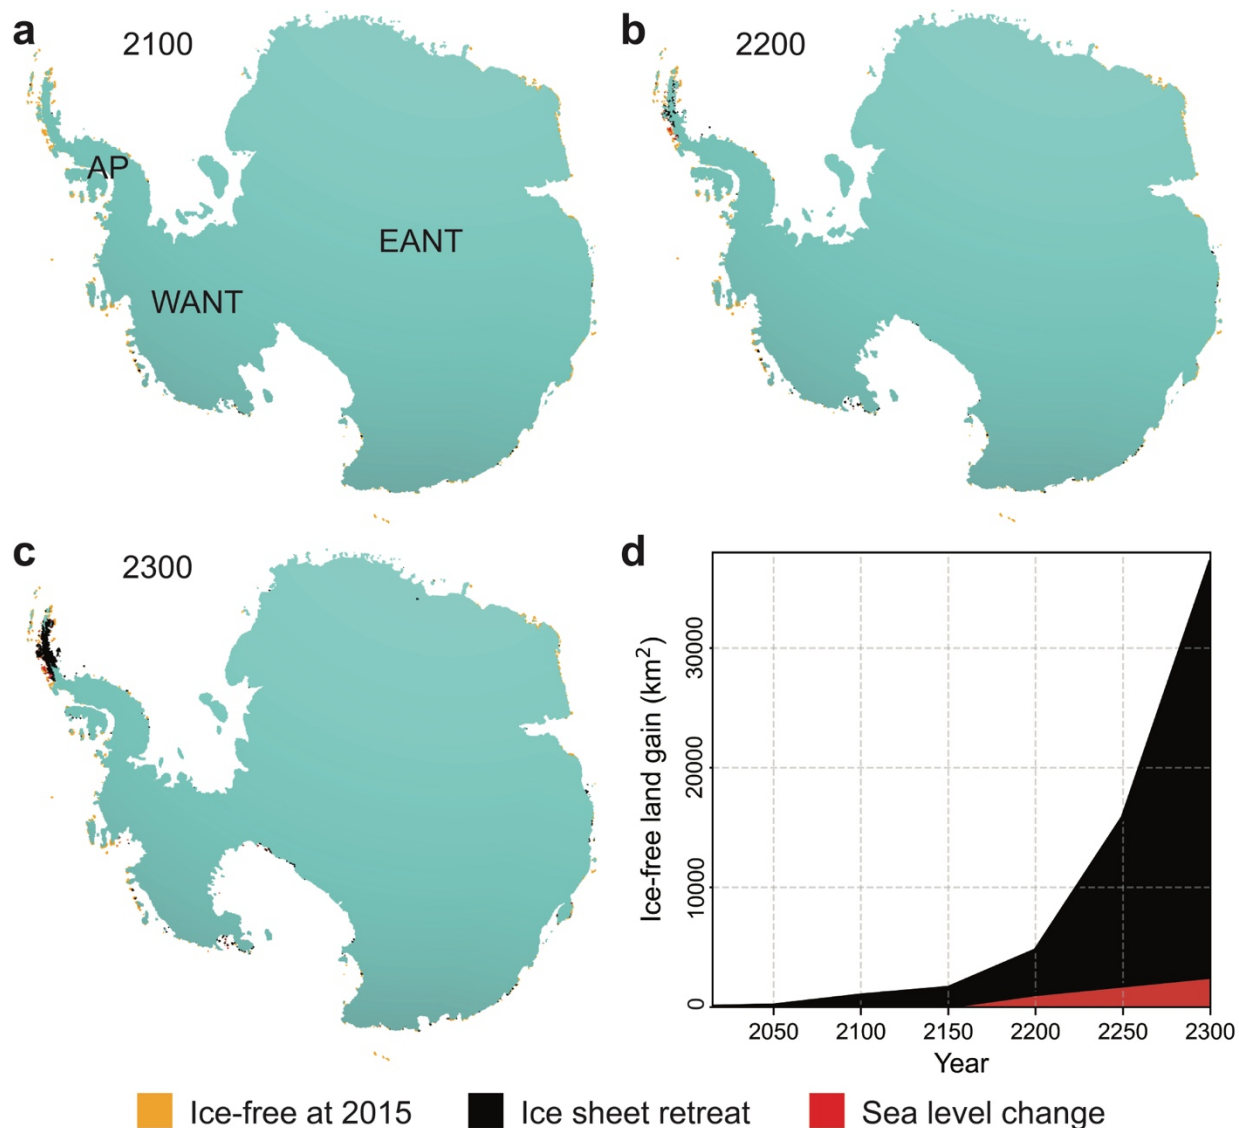 a
2100
AP
EANT
WANT
b
2200
c
2300
d
Ice-free land gain (km²)
30000
20000
10000
0
2050
2100
2150
2200
2250
2300
Year
Ice-free at 2015
Ice sheet retreat
Sea level change